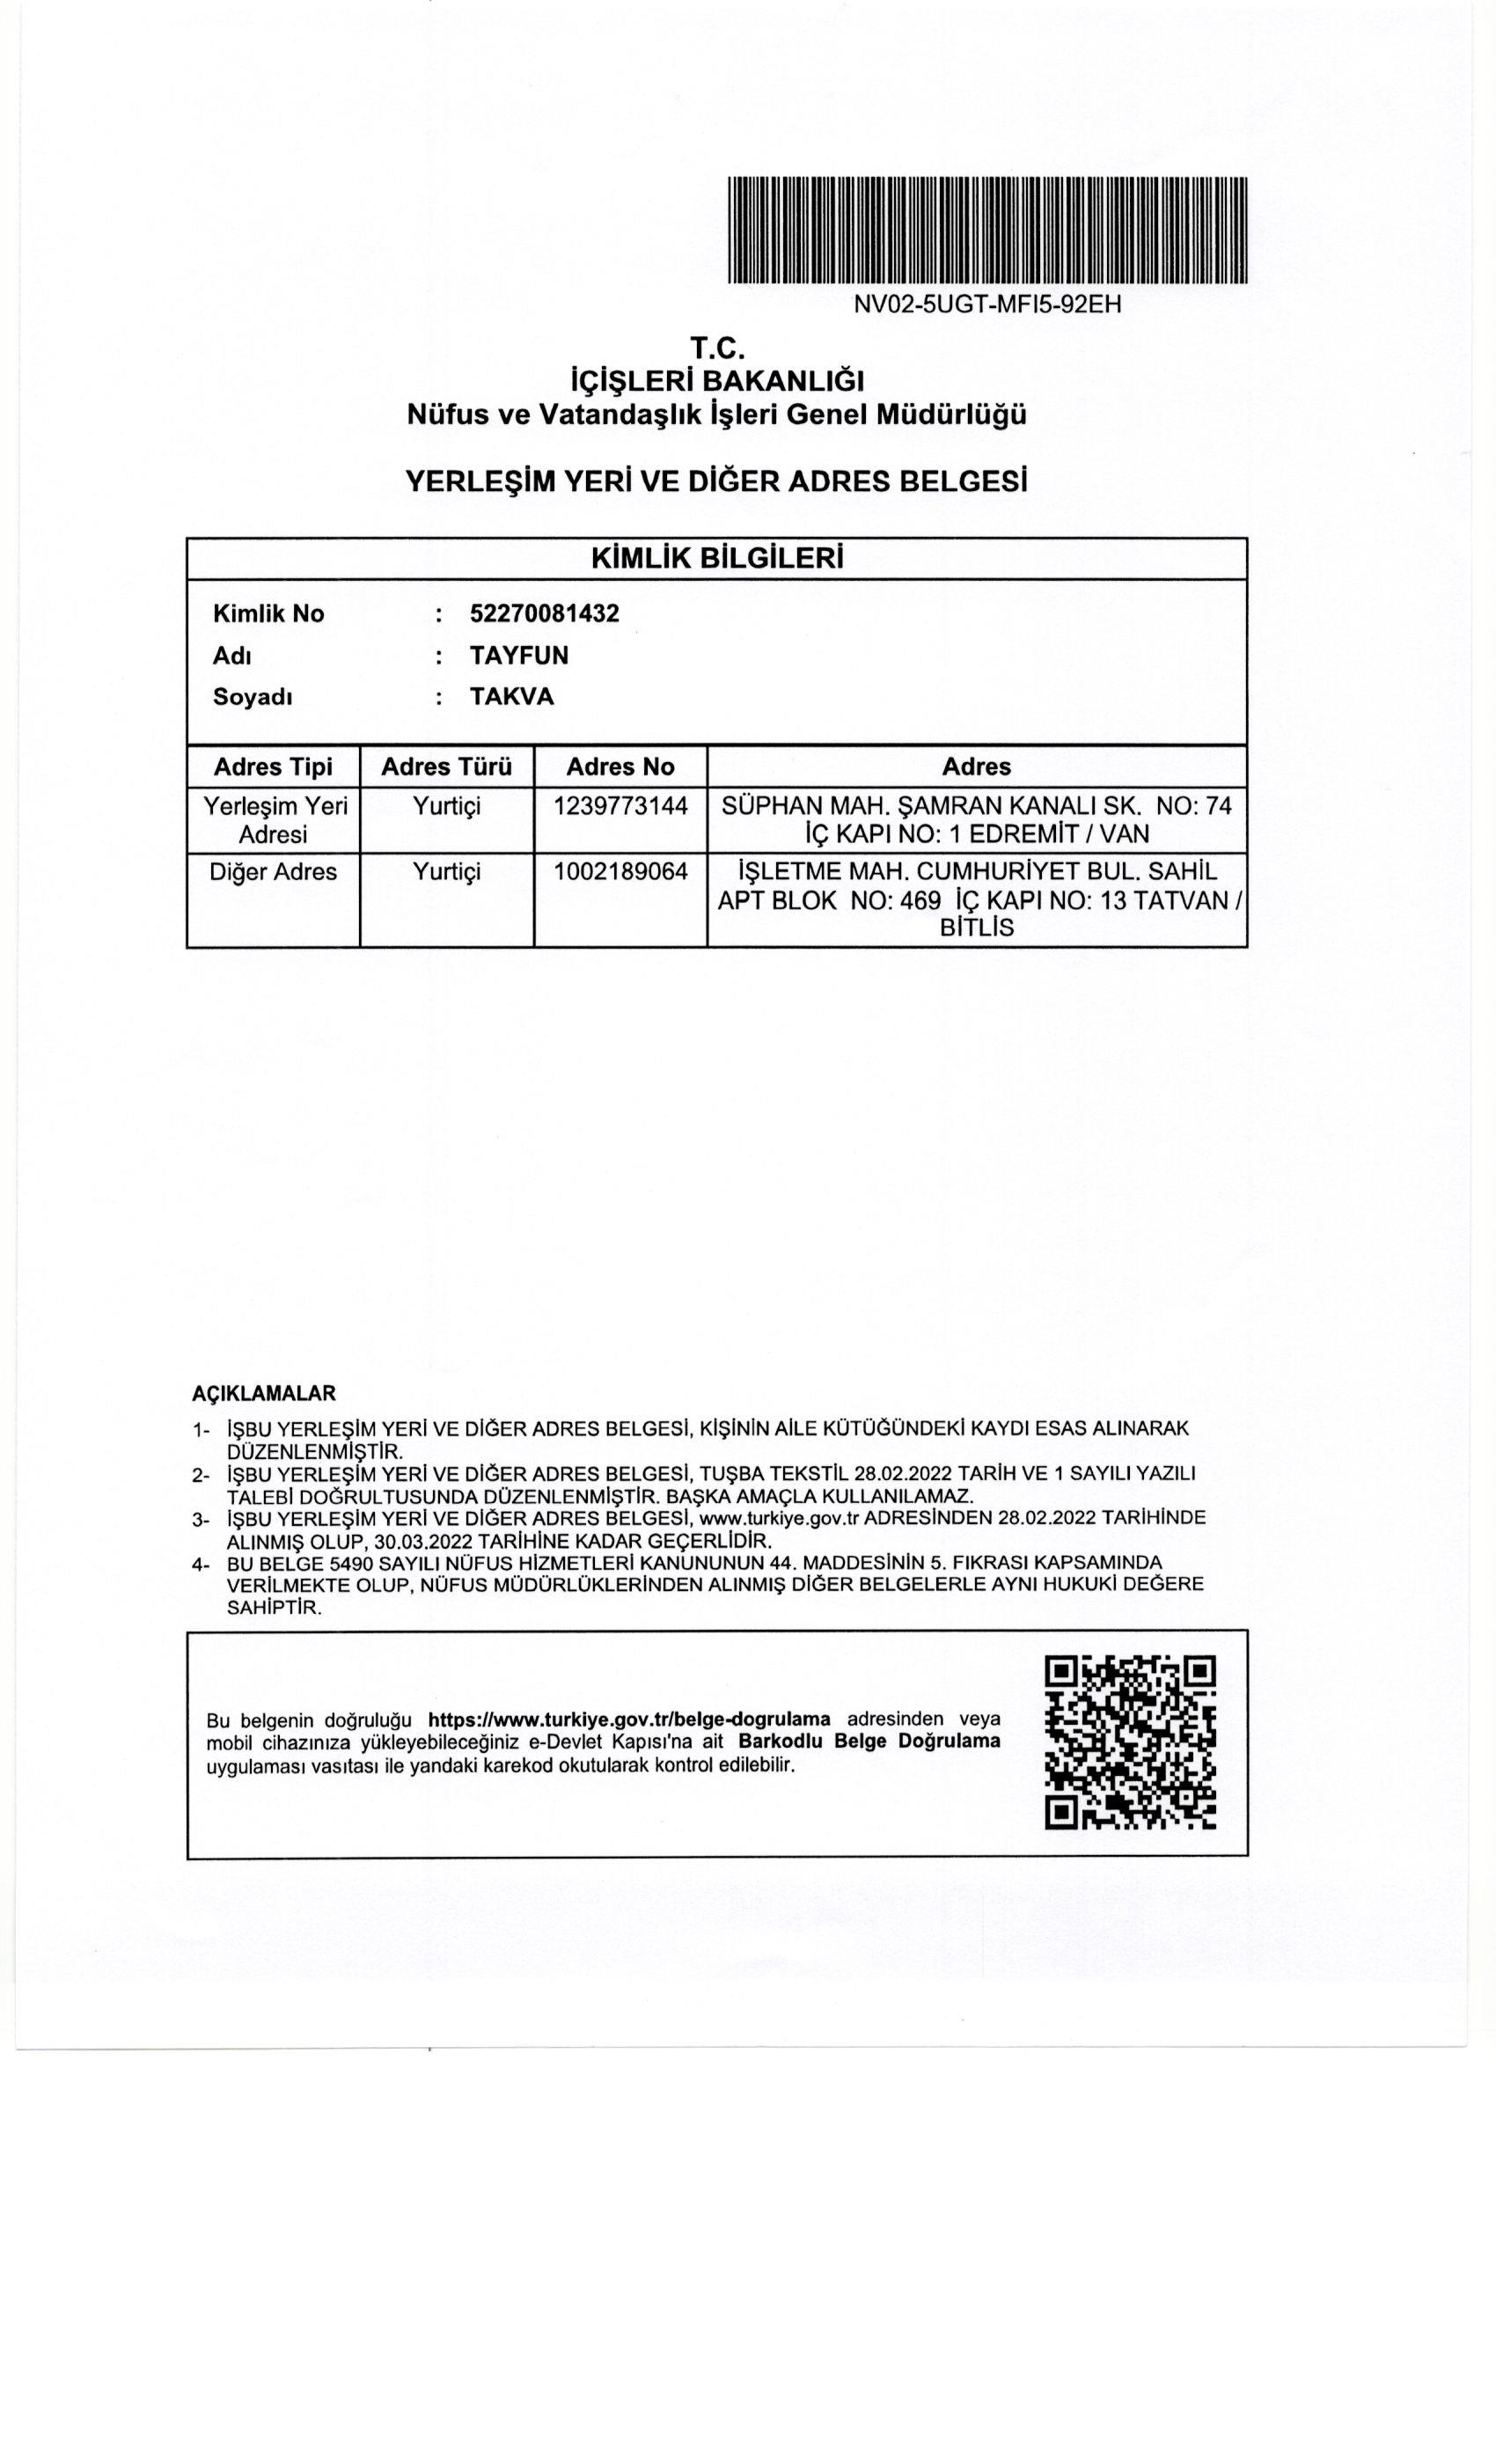 NV02-5UGT-MFI5-92EH
T.C.
İÇİŞLERİ BAKANLIĞI
Nüfus ve Vatandaşlık İşleri Genel Müdürlüğü
YERLEŞİM YERİ VE DİĞER ADRES BELGESİ
KİMLİK BİLGİLERİ
Kimlik No : 52270081432
Adı : TAYFUN
Soyadı : TAKVA
Adres Tipi Adres Türü Adres No Adres
Yerleşim Yeri Yurtiçi 1239773144 SÜPHAN MAH. ŞAMRAN KANALI SK. NO: 74
Adresi İÇ KAPI NO: 1 EDREMİT / VAN
Diğer Adres Yurtiçi 1002189064 İŞLETME MAH. CUMHURİYET BUL. SAHİL
APT BLOK NO: 469 İÇ KAPI NO: 13 TATVAN /
BİTLİS
AÇIKLAMALAR
1- İŞBU YERLEŞİM YERİ VE DİĞER ADRES BELGESİ, KİŞİNİN AİLE KÜTÜĞÜNDEKİ KAYDI ESAS ALINARAK
DÜZENLENMİŞTİR.
2- İŞBU YERLEŞİM YERİ VE DİĞER ADRES BELGESİ, TUŞBA TEKSTİL 28.02.2022 TARİH VE 1 SAYILI YAZILI
TALEBİ DOĞRULTUSUNDA DÜZENLENMİŞTİR. BAŞKA AMAÇLA KULLANILAMAZ.
3- İŞBU YERLEŞİM YERİ VE DİĞER ADRES BELGESİ, www.turkiye.gov.tr ADRESİNDEN 28.02.2022 TARİHİNDE
ALINMIŞ OLUP, 30.03.2022 TARİHİNE KADAR GEÇERLİDİR.
4- BU BELGE 5490 SAYILI NÜFUS HİZMETLERİ KANUNUNUN 44. MADDESİNİN 5. FIKRASI KAPSAMINDA
VERİLMEKTE OLUP, NÜFUS MÜDÜRLÜKLERİNDEN ALINMIŞ DİĞER BELGELERLE AYNI HUKUKİ DEĞERE
SAHİPTİR.
Bu belgenin doğruluğu https://www.turkiye.gov.tr/belge-dogrulama adresinden veya
mobil cihazınıza yükleyebileceğiniz e-Devlet Kapısı'na ait Barkodlu Belge Doğrulama
uygulaması vasıtası ile yandaki karekod okutularak kontrol edilebilir.